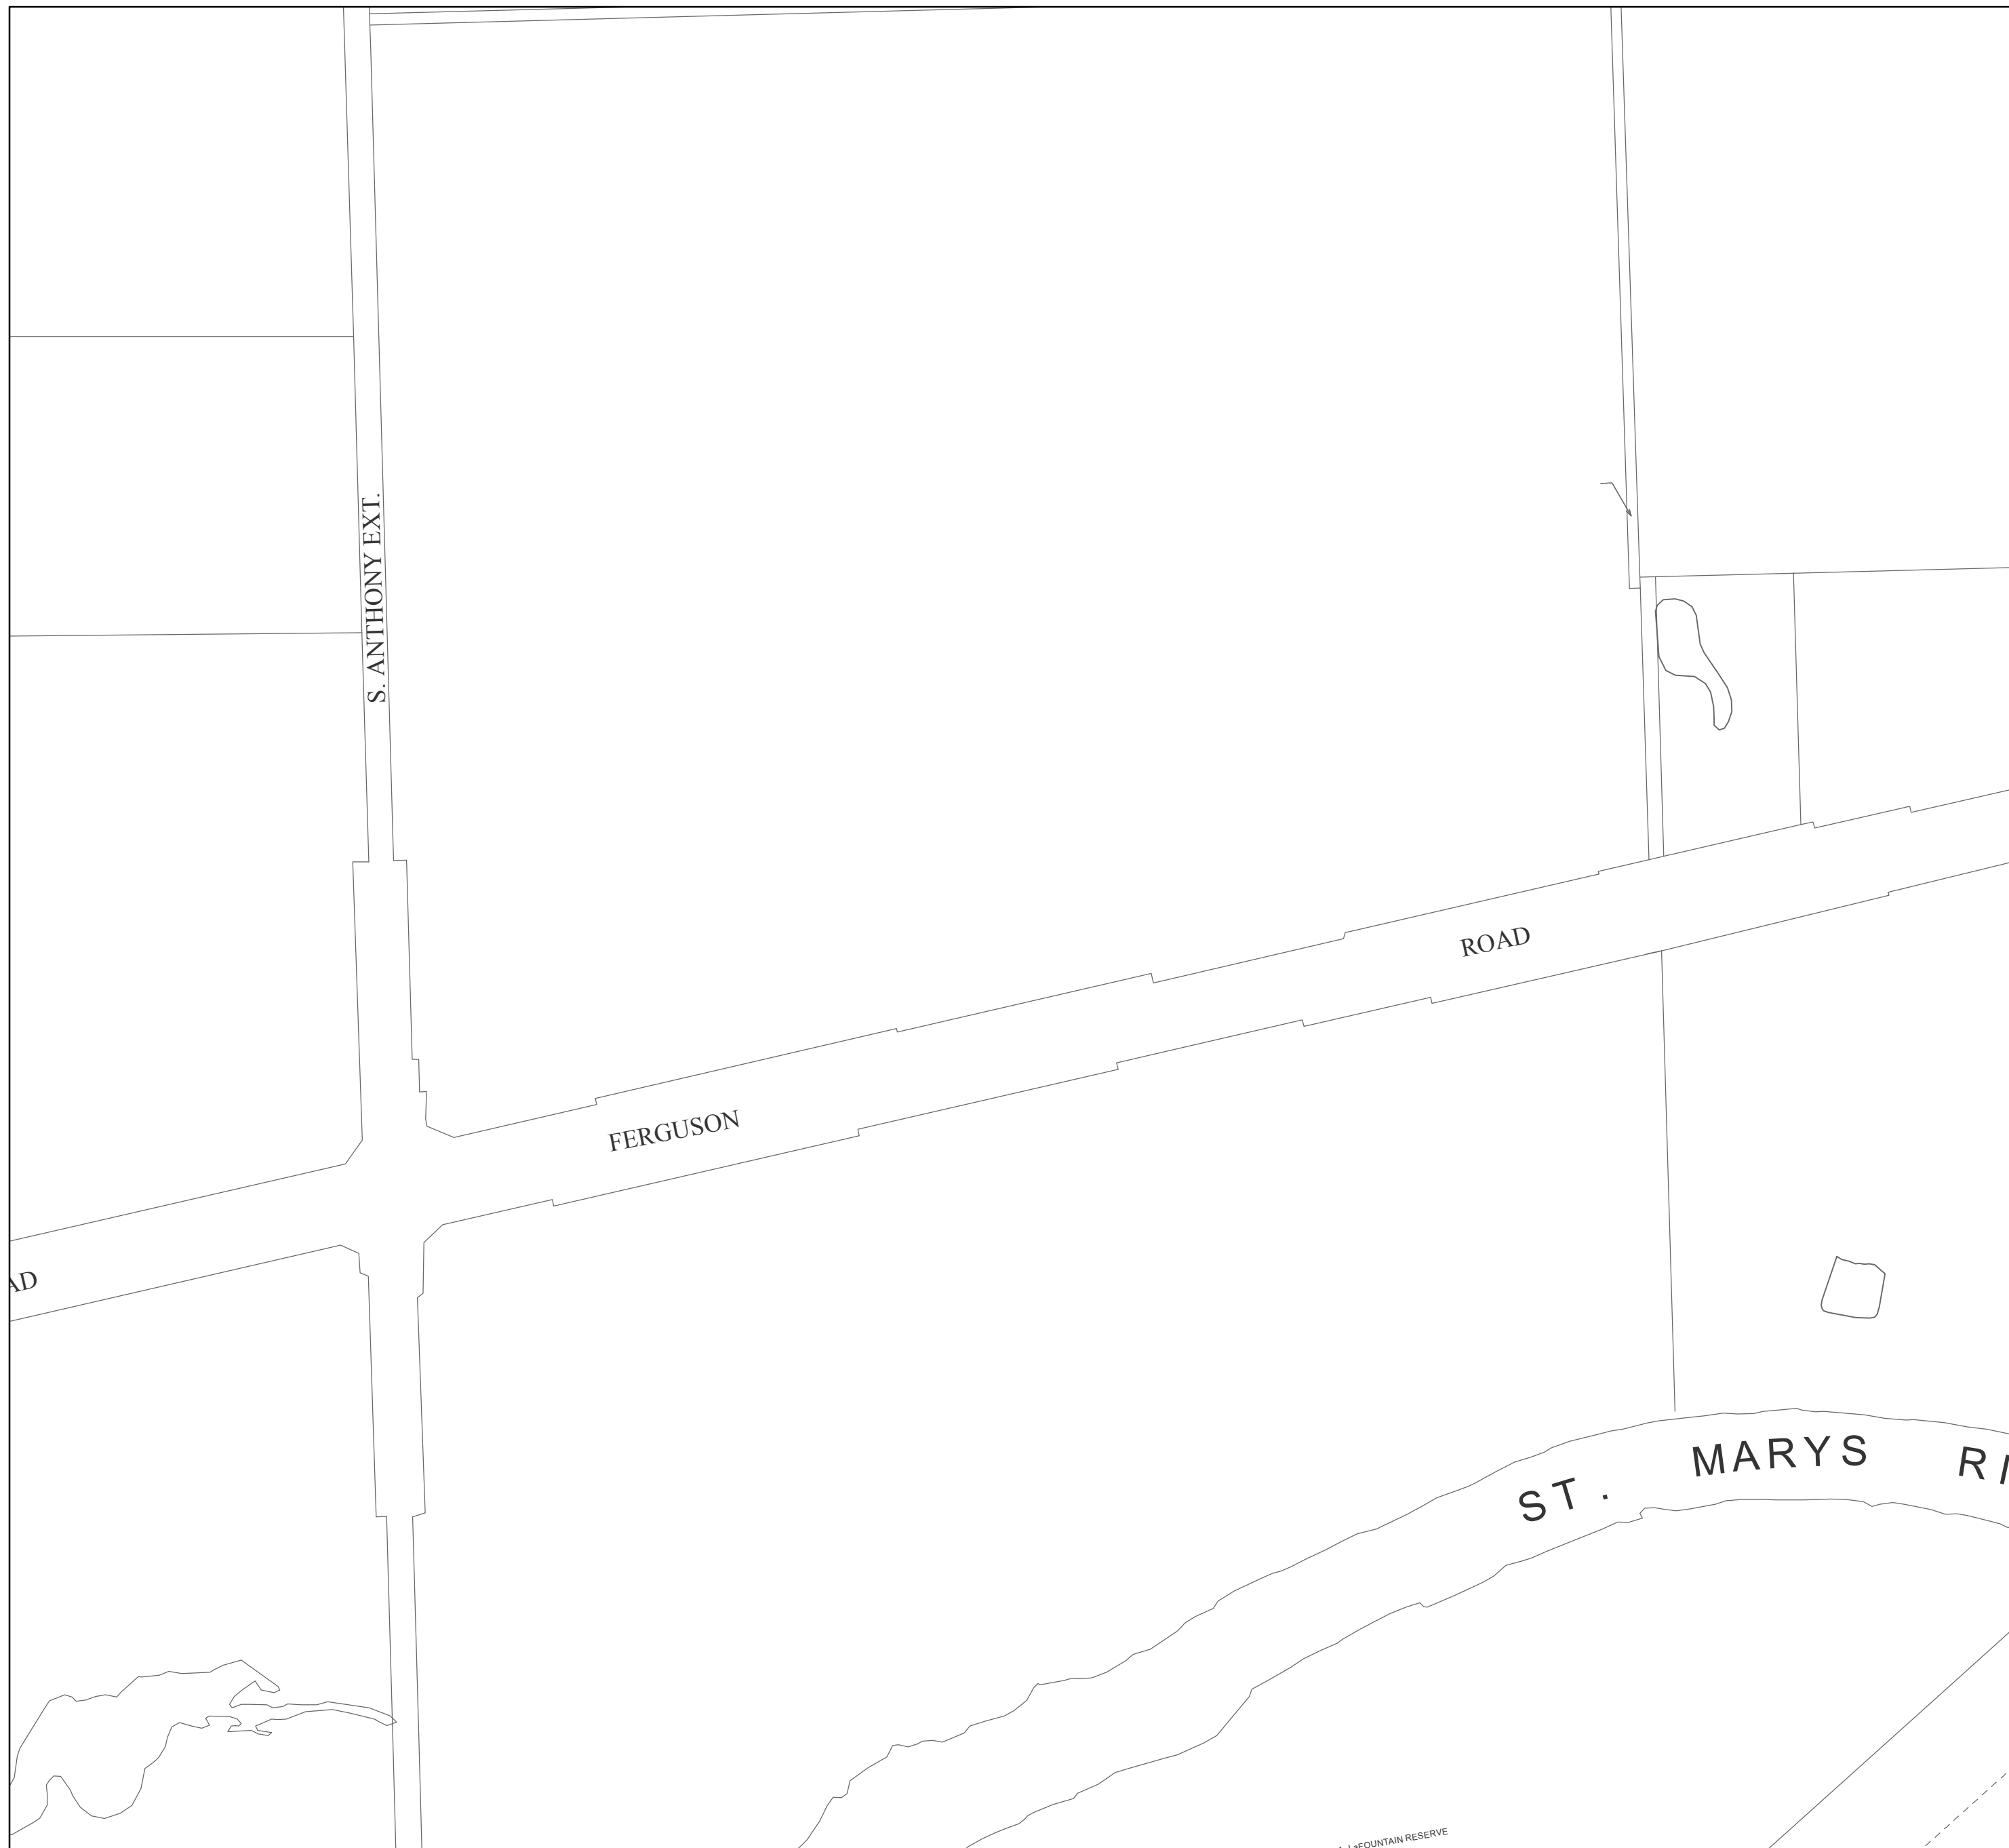 S. ANTHONY EXT.
ROAD
FERGUSON
AD
ST. MARYS RI
LaFOUNTAIN RESERVE